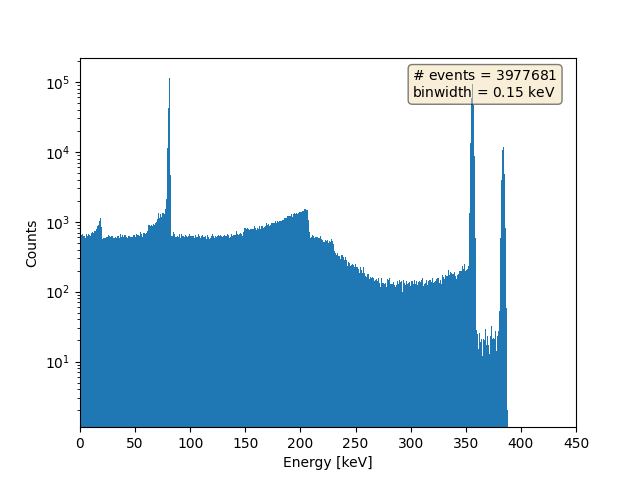 # events = 3977681
binwidth = 0.15 keV
10⁵
10⁴
10³
10²
10¹
Counts
0 50 100 150 200 250 300 350 400 450
Energy [keV]